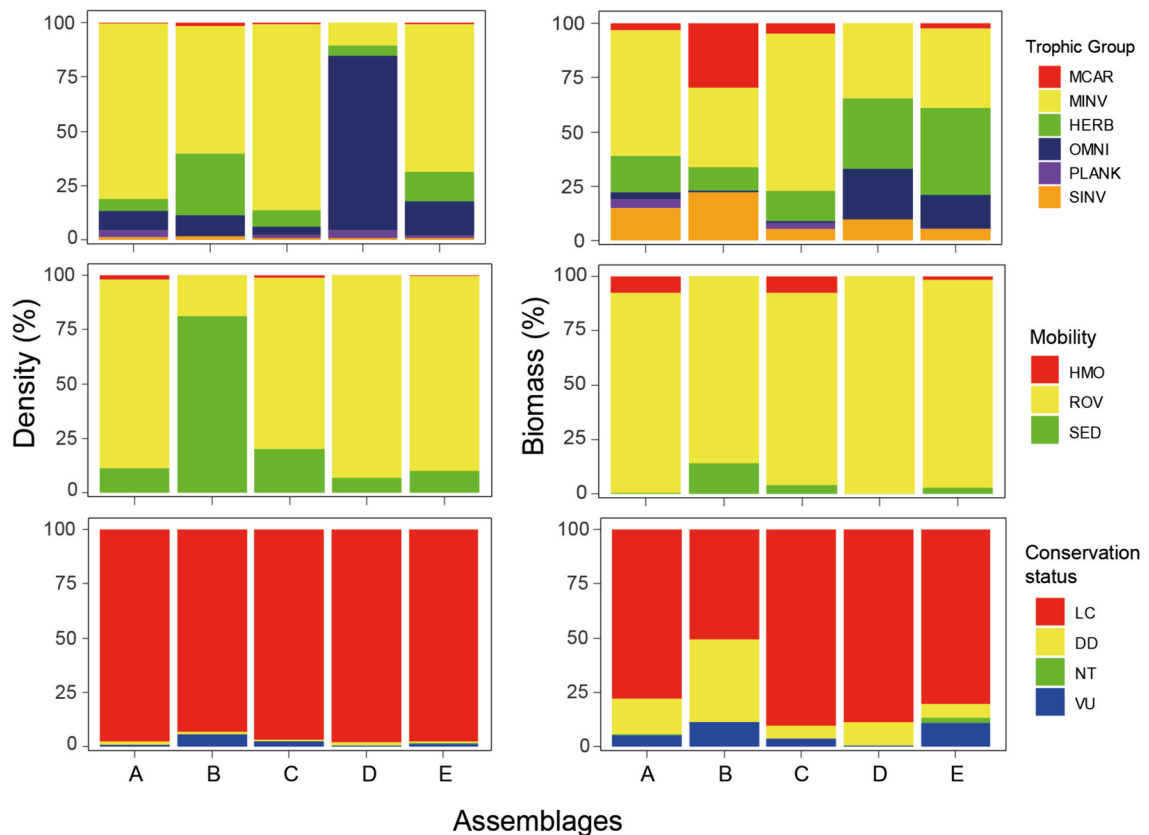 100
75
50
25
0
100
75
50
25
0
Trophic Group
MCAR
MINV
HERB
OMNI
PLANK
SINV
Density (%)
100
75
50
25
0
Biomass (%)
100
75
50
25
0
Mobility
HMO
ROV
SED
100
75
50
25
0
A B C D E
100
75
50
25
0
A B C D E
Conservation
status
LC
DD
NT
VU
Assemblages